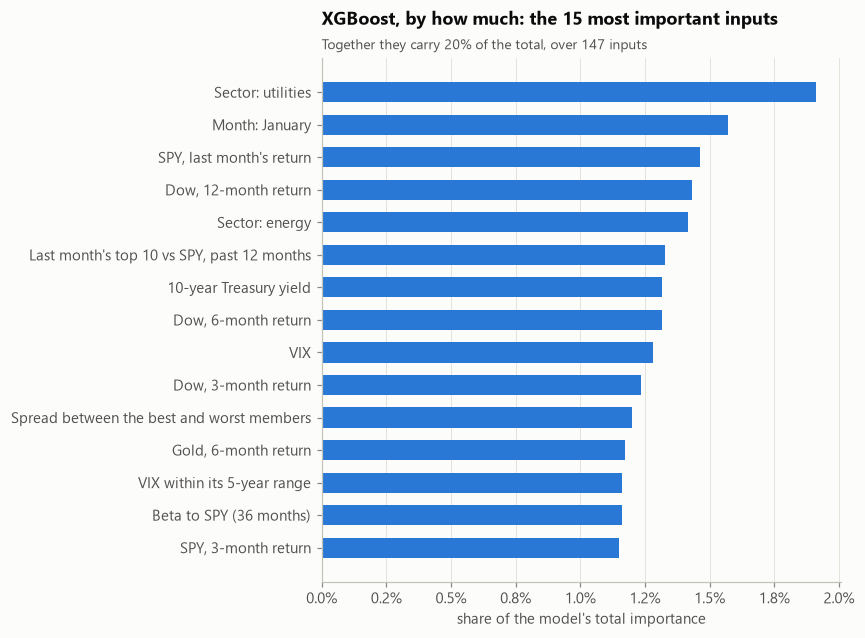 XGBoost, by how much: the 15 most important inputs
Together they carry 20% of the total, over 147 inputs
Sector: utilities
Month: January
SPY, last month's return
Dow, 12-month return
Sector: energy
Last month's top 10 vs SPY, past 12 months
10-year Treasury yield
Dow, 6-month return
VIX
Dow, 3-month return
Spread between the best and worst members
Gold, 6-month return
VIX within its 5-year range
Beta to SPY (36 months)
SPY, 3-month return
0.0% 0.2% 0.5% 0.8% 1.0% 1.2% 1.5% 1.8% 2.0%
share of the model's total importance